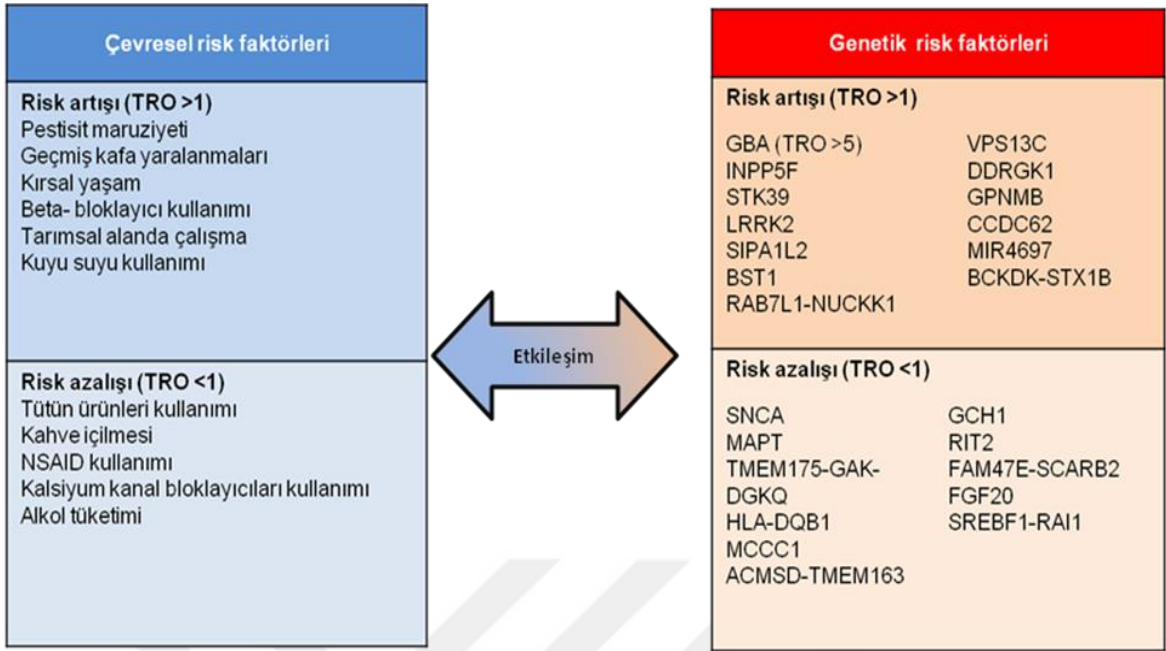 Çevresel risk faktörleri
Risk artışı (TRO >1)
Pestisit maruziyeti
Geçmiş kafa yaralanmaları
Kırsal yaşam
Beta- bloklayıcı kullanımı
Tarımsal alanda çalışma
Kuyu suyu kullanımı
Risk azalışı (TRO <1)
Tütün ürünleri kullanımı
Kahve içilmesi
NSAID kullanımı
Kalsiyum kanal bloklayıcıları kullanımı
Alkol tüketimi
Etkileşim
Genetik risk faktörleri
Risk artışı (TRO >1)
GBA (TRO >5)
INPP5F
STK39
LRRK2
SIPA1L2
BST1
RAB7L1-NUCKK1
VPS13C
DDRGK1
GPNMB
CCDC62
MIR4697
BCKDK-STX1B
Risk azalışı (TRO <1)
SNCA
MAPT
TMEM175-GAK-
DGKQ
HLA-DQB1
MCCC1
ACMSD-TMEM163
GCH1
RIT2
FAM47E-SCARB2
FGF20
SREBF1-RAI1